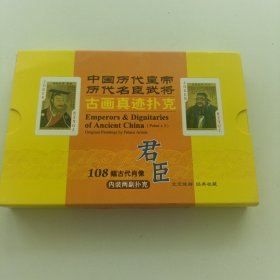 中国历代皇帝
历代名臣武将
古画真迹扑克
Emperors & Dignitaries
of Ancient China (Poker x 2)
Original Paintings by Palace Artists
君臣
108幅古代肖像
内装两副扑克